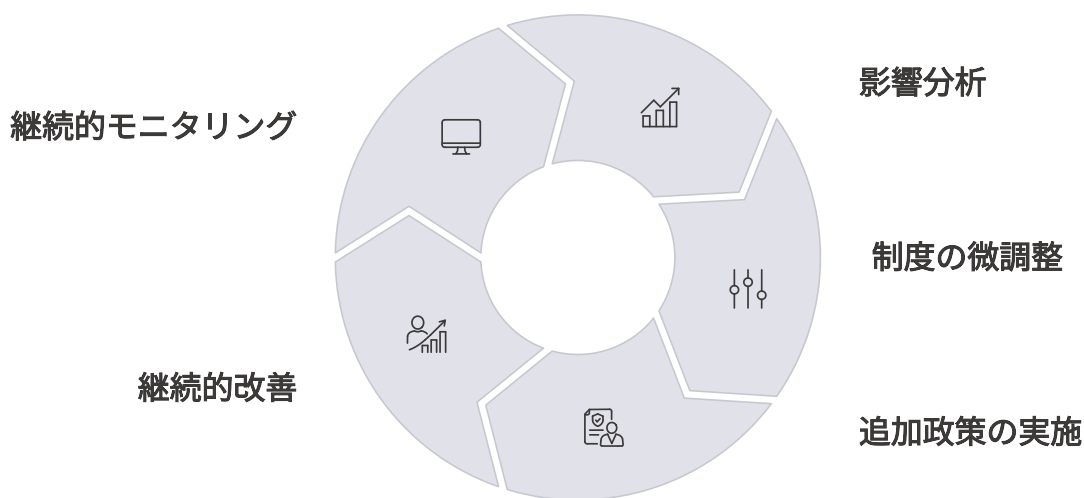 継続的モニタリング
影響分析
制度の微調整
追加政策の実施
継続的改善